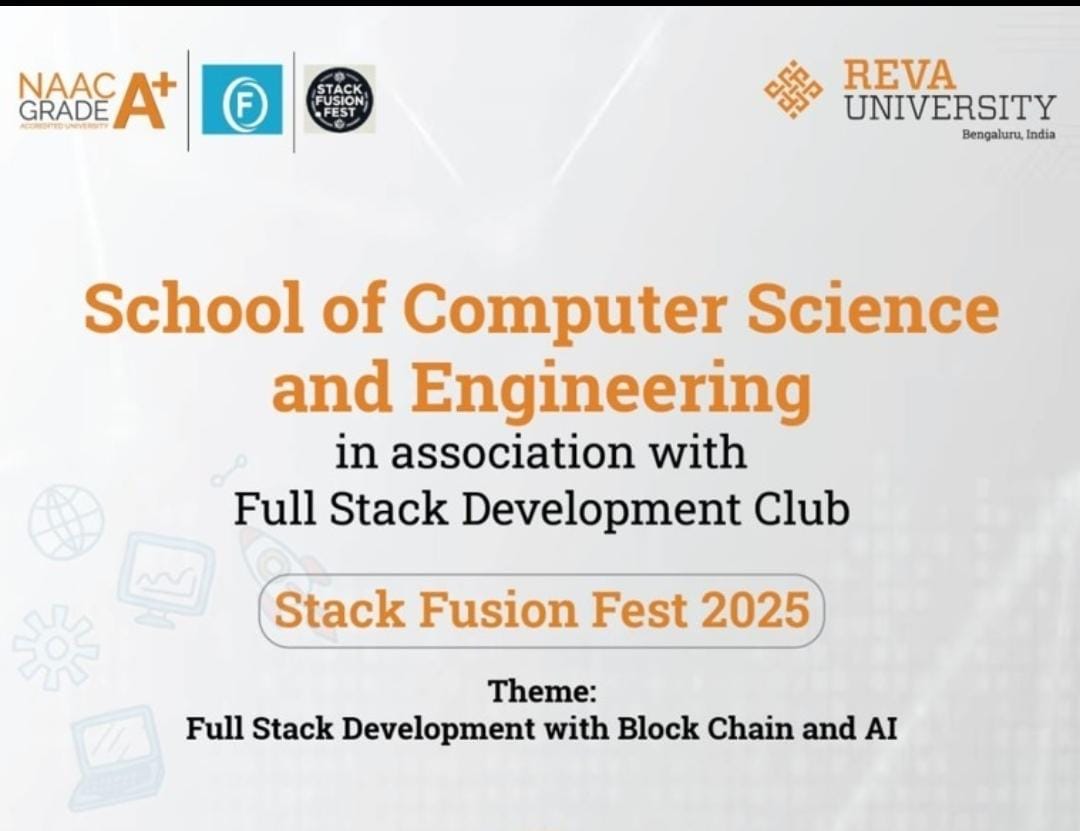 NAAC
GRADE A+
ACCREDITED UNIVERSITY
F
STACK
FUSION
FEST
REVA
UNIVERSITY
Bengaluru, India
School of Computer Science
and Engineering
in association with
Full Stack Development Club
Stack Fusion Fest 2025
Theme:
Full Stack Development with Block Chain and AI